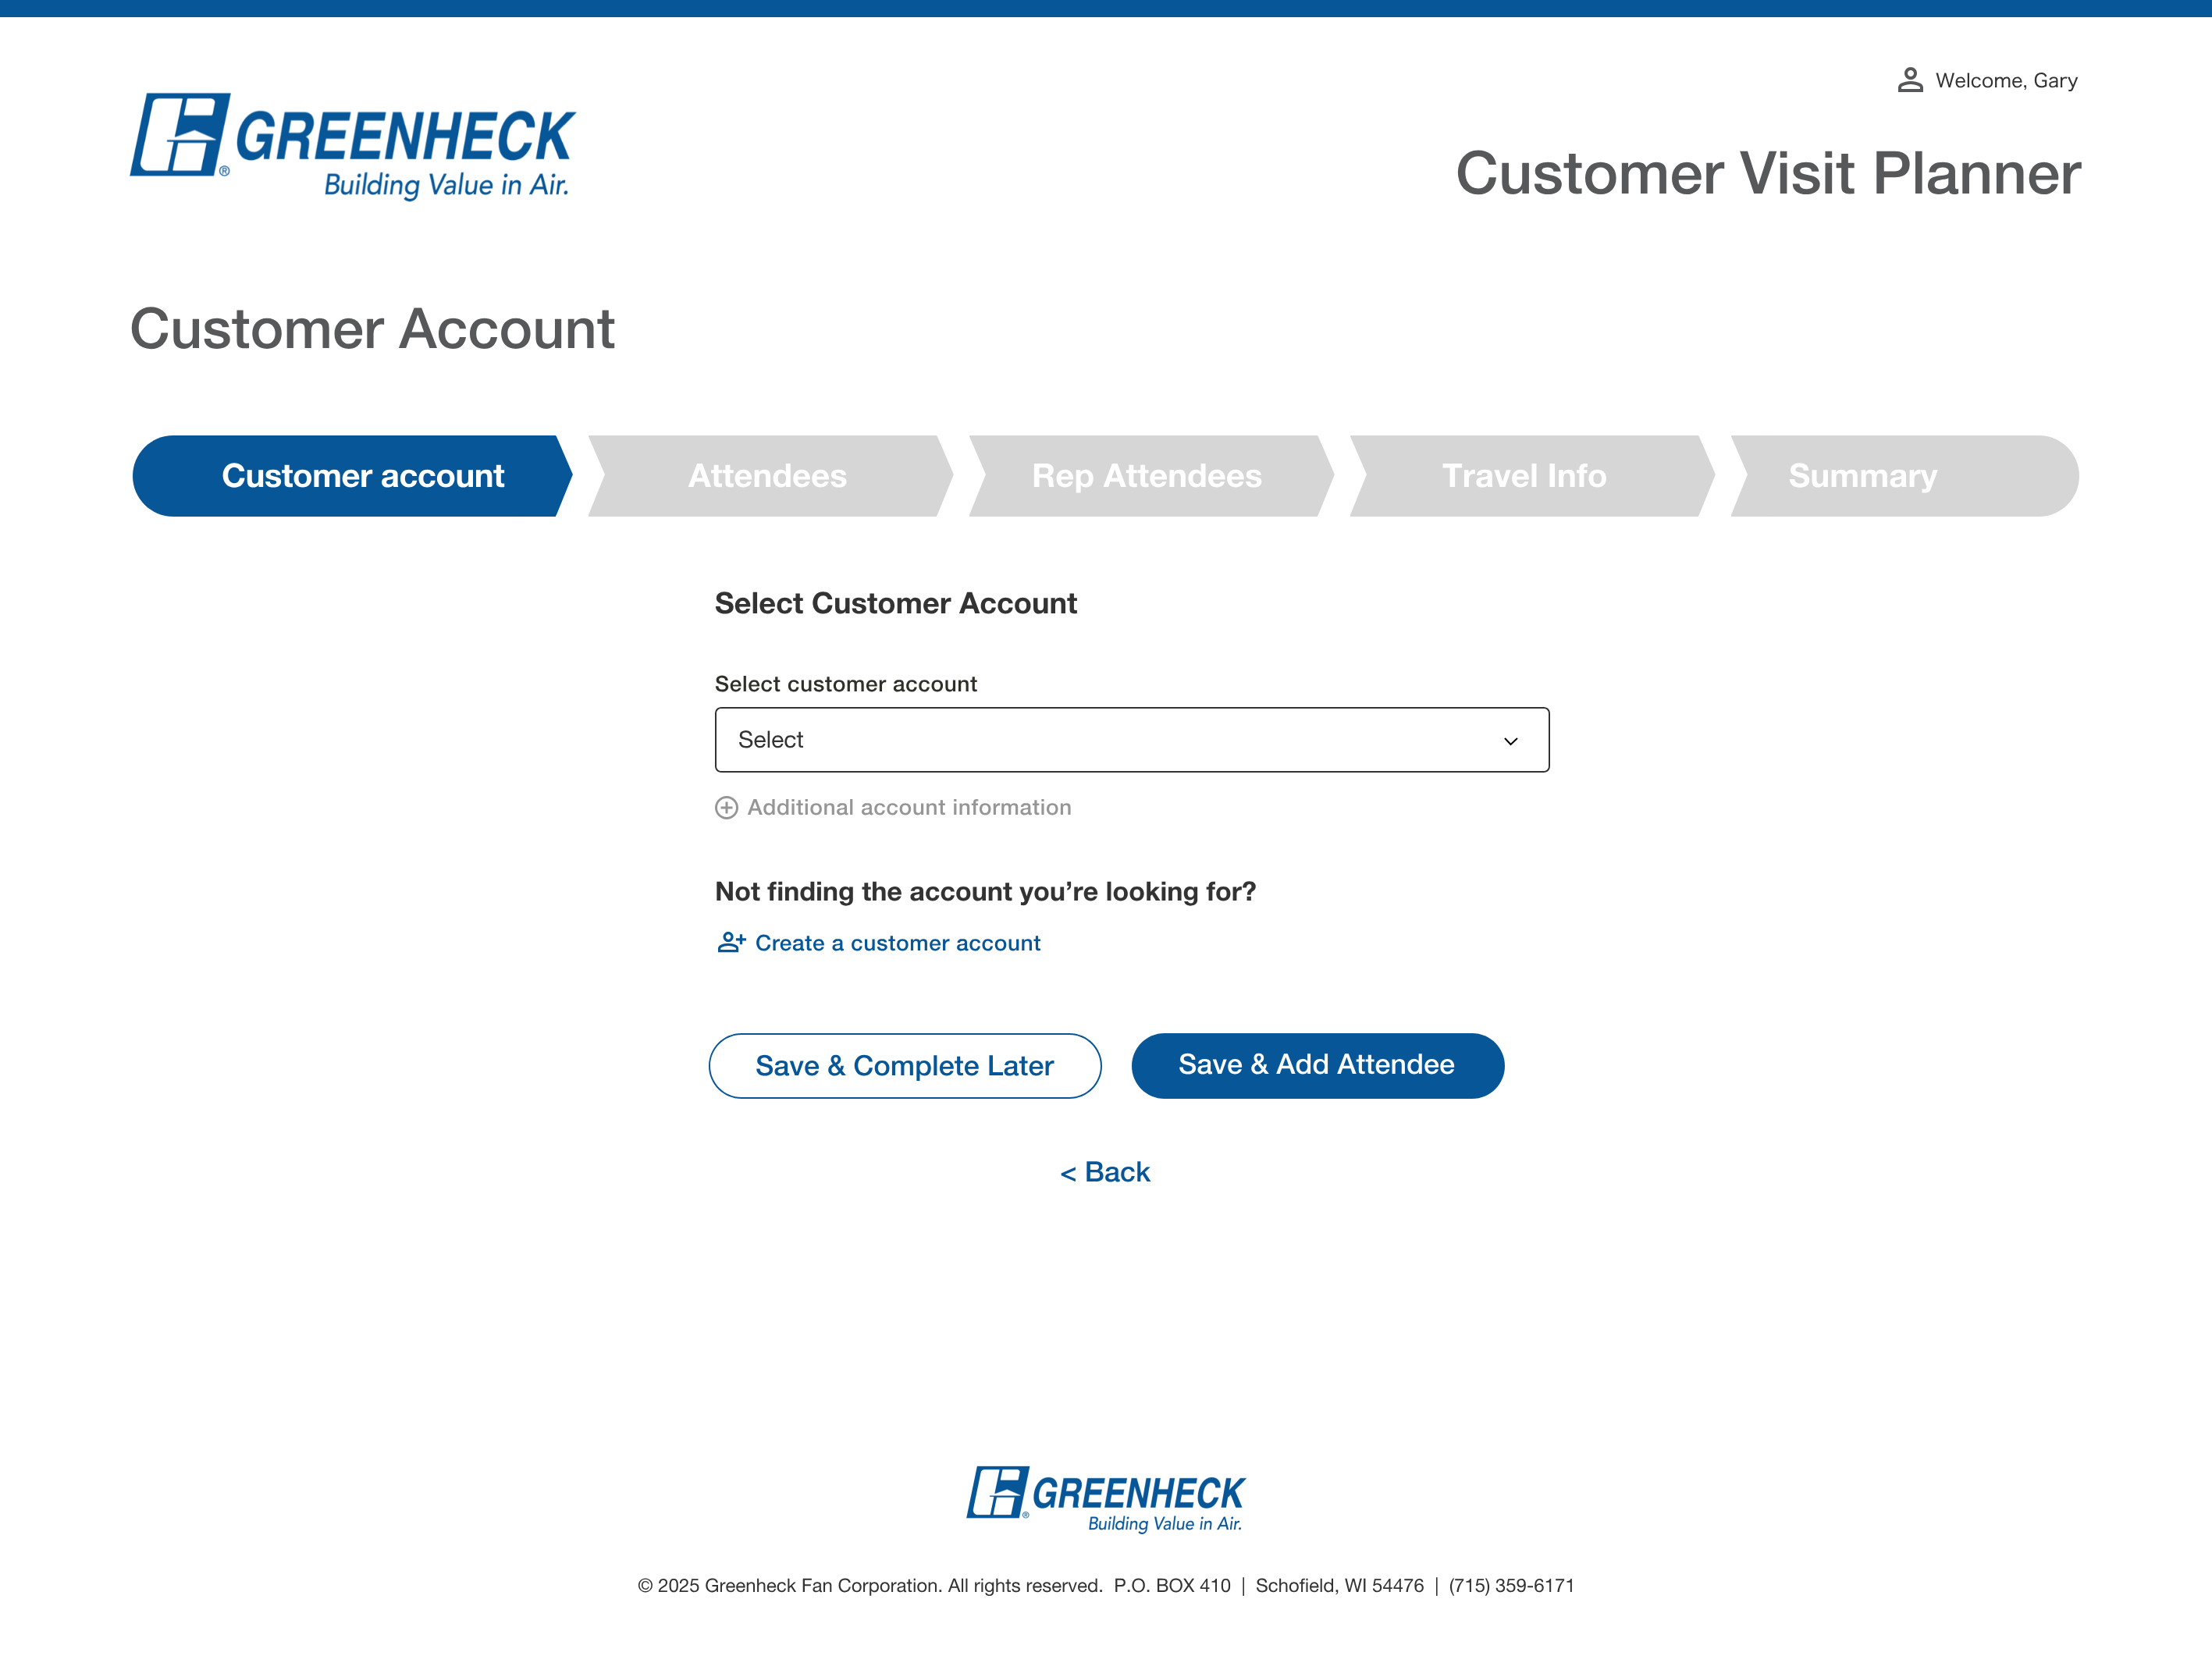 Welcome, Gary
GREENHECK
®
Building Value in Air.
Customer Visit Planner
Customer Account
Customer account
Attendees
Rep Attendees
Travel Info
Summary
Select Customer Account
Select customer account
Select
Additional account information
Not finding the account you’re looking for?
Create a customer account
Save & Complete Later
Save & Add Attendee
< Back
GREENHECK
®
Building Value in Air.
© 2025 Greenheck Fan Corporation. All rights reserved. P.O. BOX 410 | Schofield, WI 54476 | (715) 359-6171